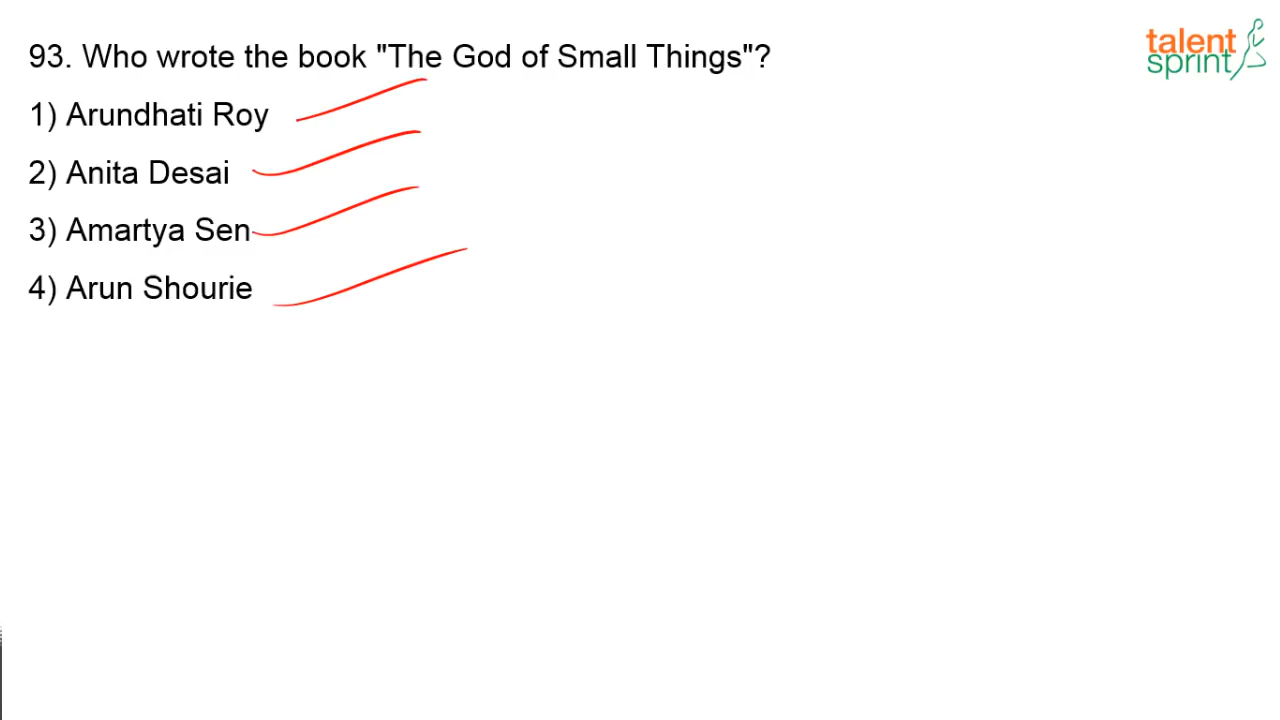 93. Who wrote the book "The God of Small Things"?
1) Arundhati Roy
2) Anita Desai
3) Amartya Sen
4) Arun Shourie
talent
sprint